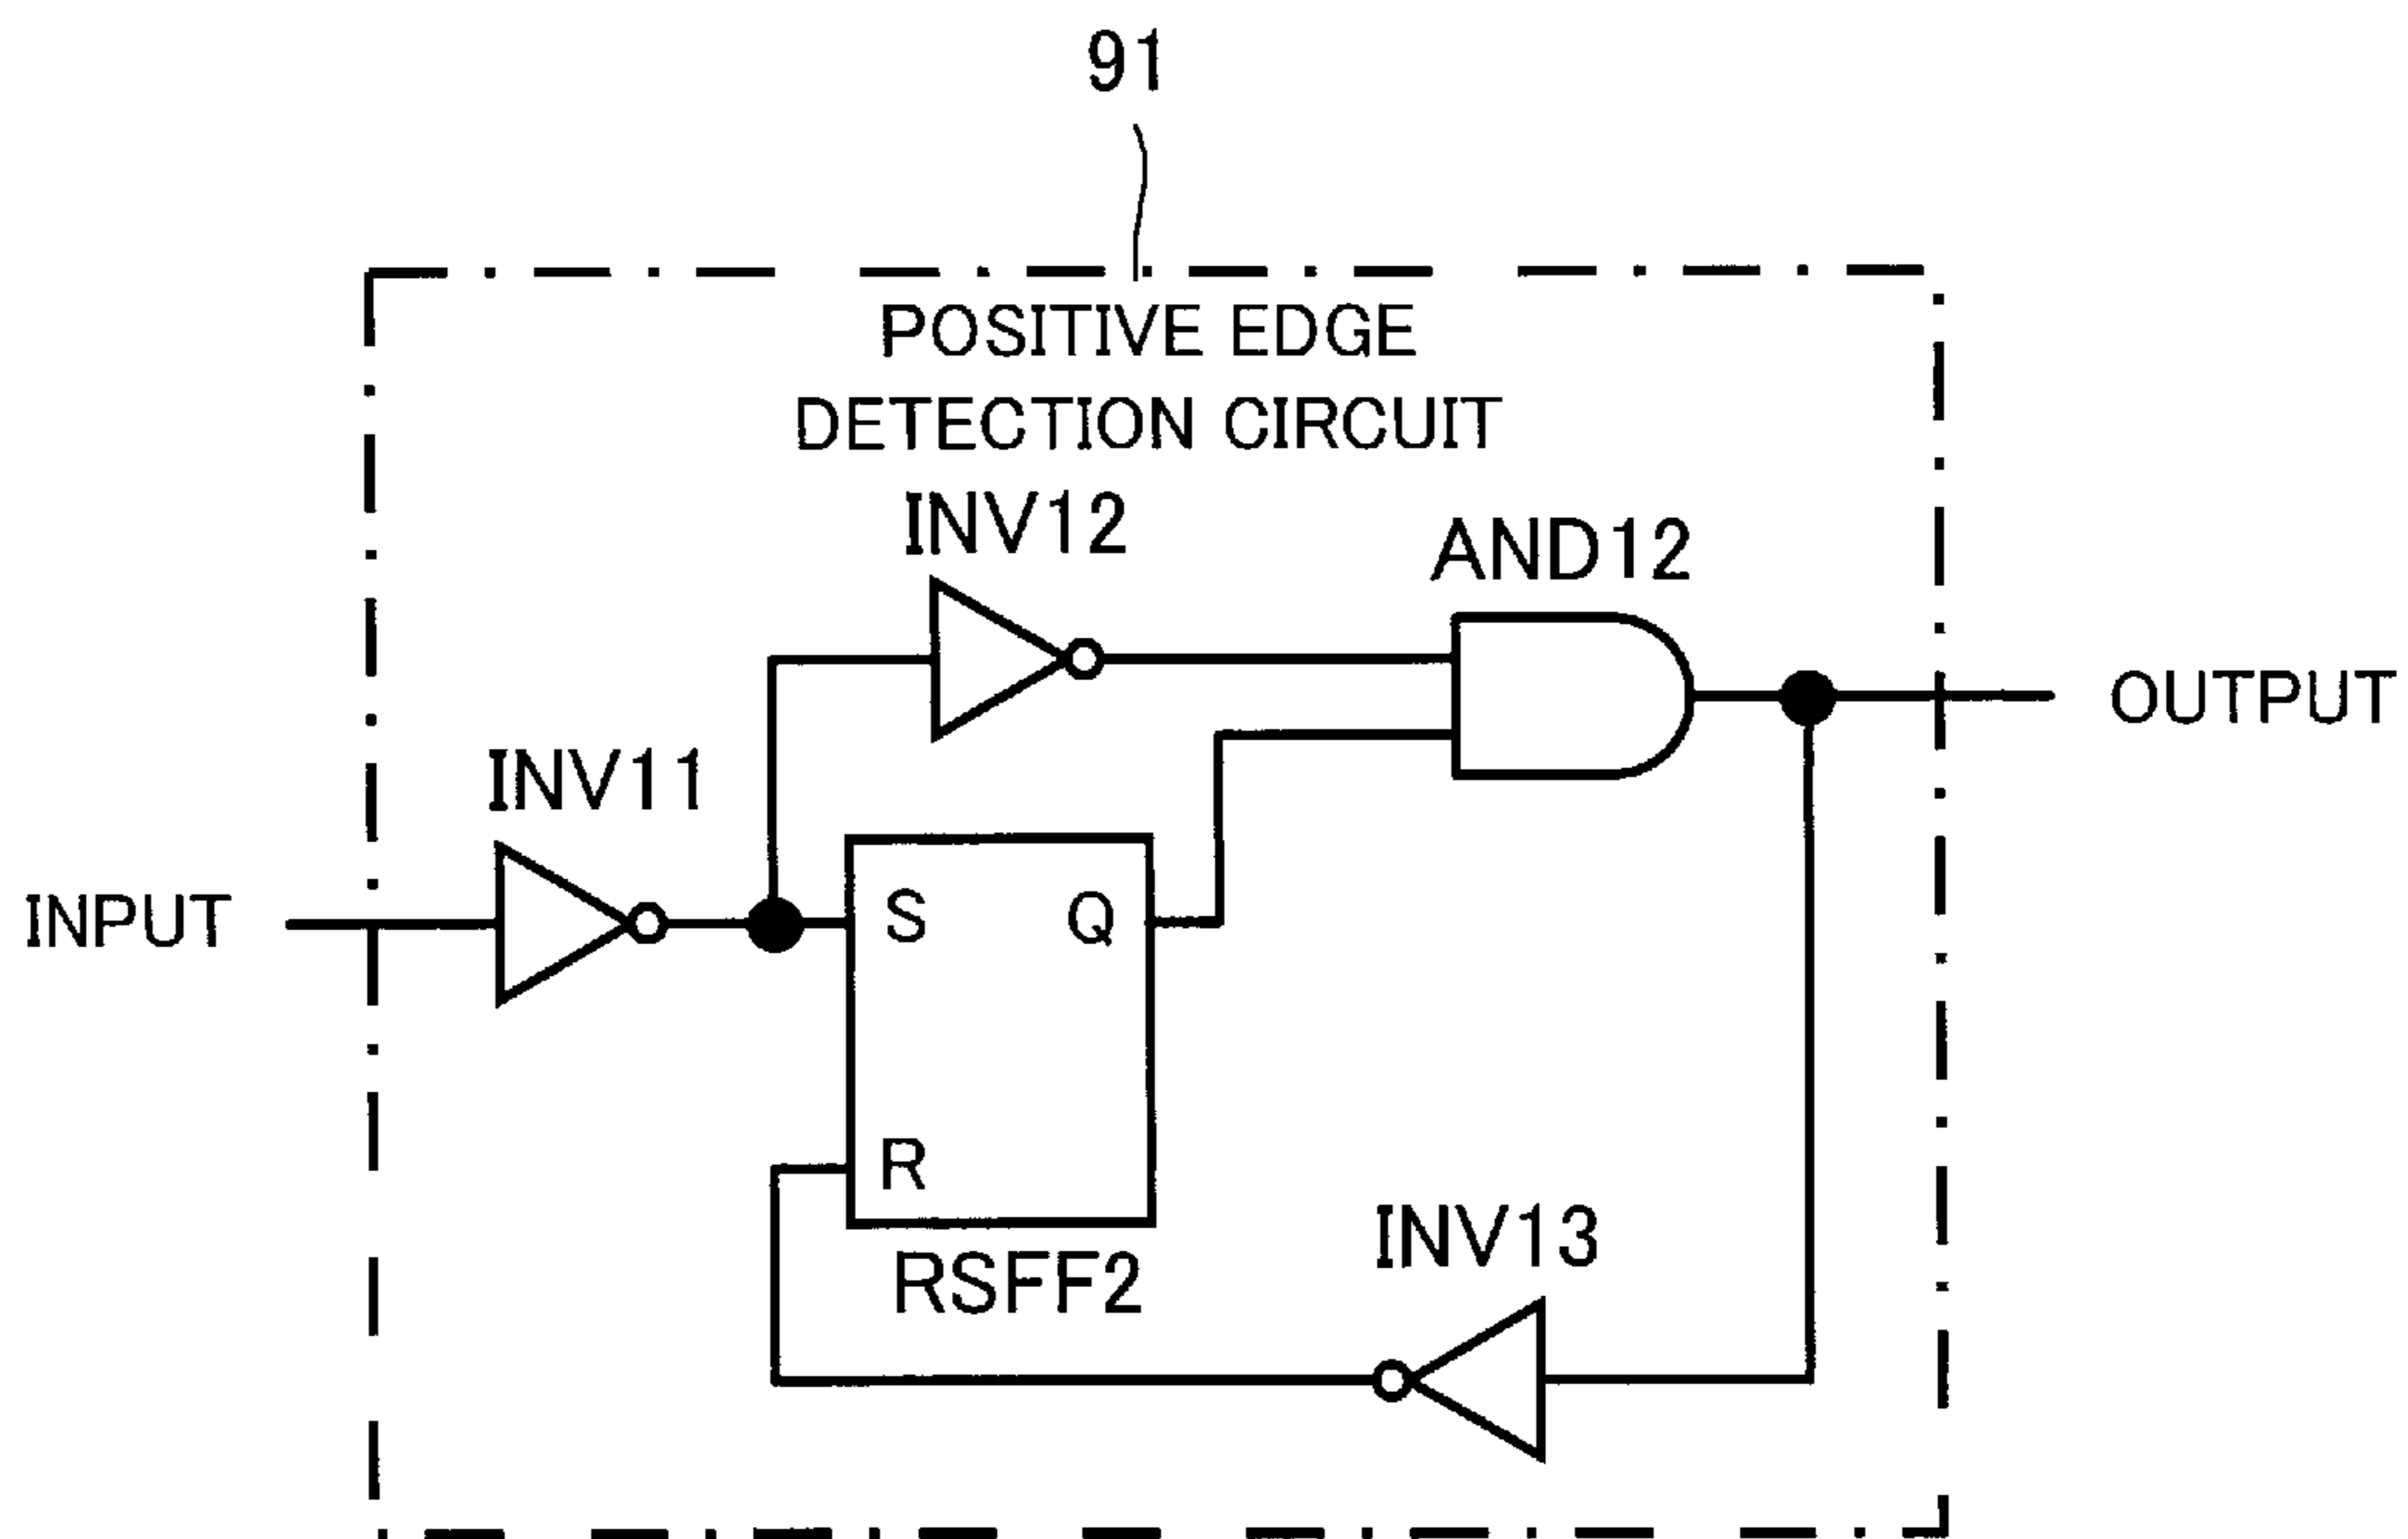 91
POSITIVE EDGE
DETECTION CIRCUIT
INV12
AND12
OUTPUT
INV11
INPUT
S
Q
R
RSFF2
INV13